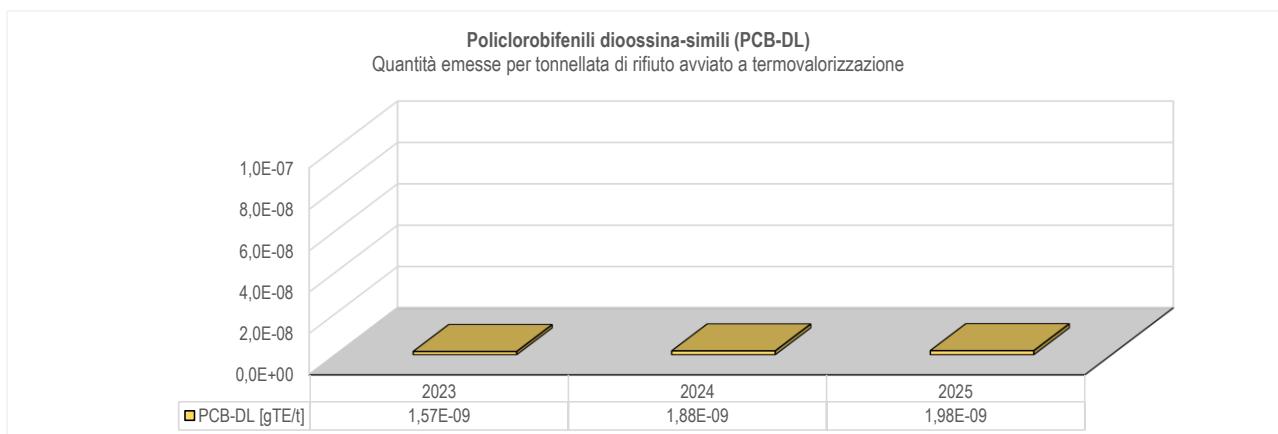 Policlorobifenili dioossina-simili (PCB-DL)
Quantità emesse per tonnellata di rifiuto avviato a termovalorizzazione
1,0E-07
8,0E-08
6,0E-08
4,0E-08
2,0E-08
0,0E+00
2023 2024 2025
PCB-DL [gTE/t] 1,57E-09 1,88E-09 1,98E-09